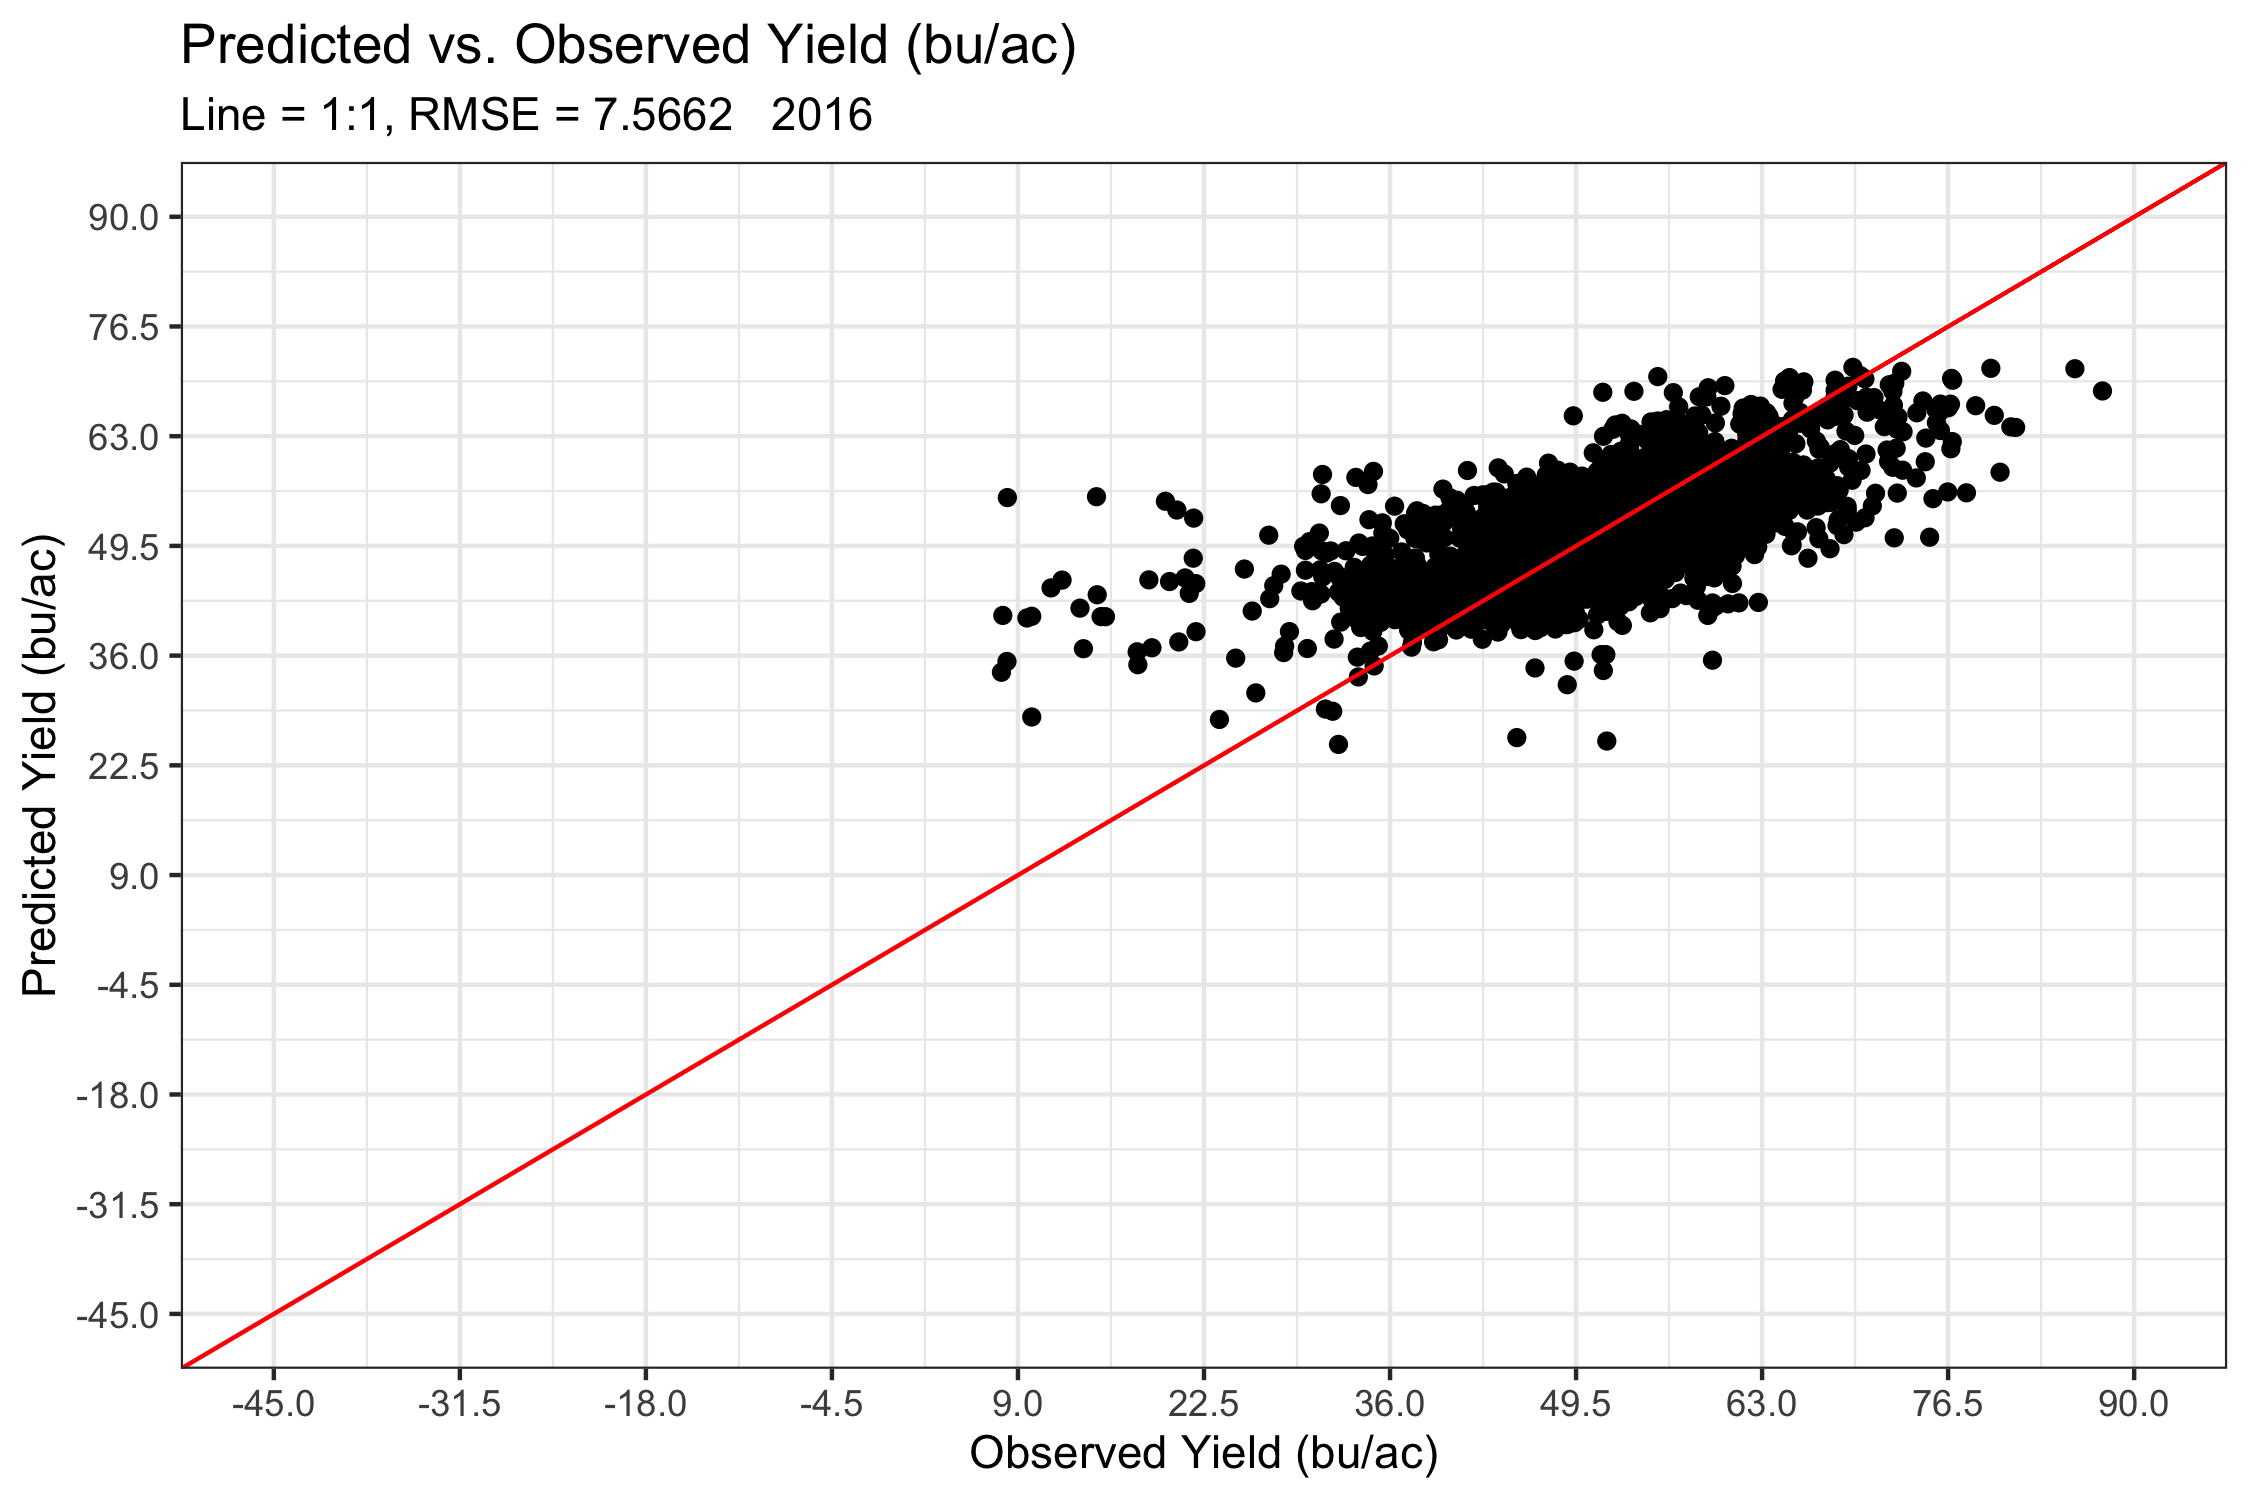 Predicted vs. Observed Yield (bu/ac)
Line = 1:1, RMSE = 7.5662   2016
90.0
76.5
63.0
49.5
36.0
22.5
9.0
-4.5
-18.0
-31.5
-45.0
Predicted Yield (bu/ac)
-45.0 -31.5 -18.0 -4.5 9.0 22.5 36.0 49.5 63.0 76.5 90.0
Observed Yield (bu/ac)